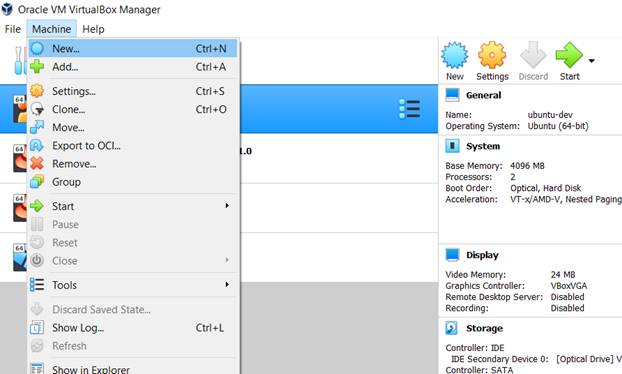 Oracle VM VirtualBox Manager
File Machine Help
New... Ctrl+N
Add... Ctrl+A
Settings... Ctrl+S
Clone... Ctrl+O
Move...
Export to OCI...
Remove...
Group
Start
Pause
Reset
Close
Tools
Discard Saved State...
Show Log... Ctrl+L
Refresh
Show in Explorer
64
64
64
64
1.0
New Settings Discard Start
General
Name: ubuntu-dev
Operating System: Ubuntu (64-bit)
System
Base Memory: 4096 MB
Processors: 2
Boot Order: Optical, Hard Disk
Acceleration: VT-x/AMD-V, Nested Paging
Display
Video Memory: 24 MB
Graphics Controller: VBoxVGA
Remote Desktop Server: Disabled
Recording: Disabled
Storage
Controller: IDE
IDE Secondary Device 0: [Optical Drive] V
Controller: SATA